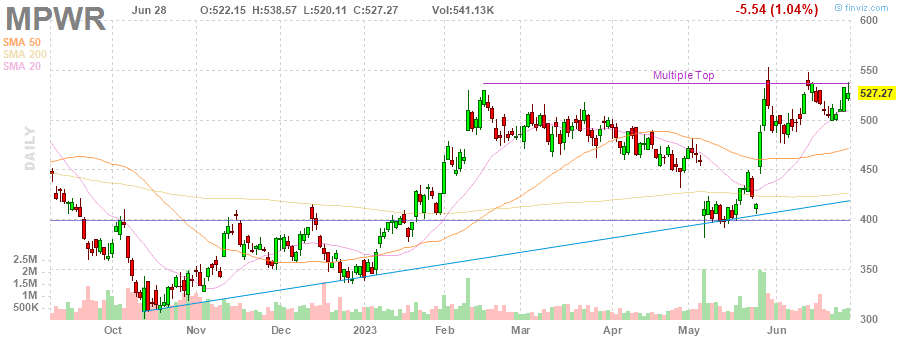 MPWR Jun 28 O:522.15 H:538.57 L:520.11 C:527.27 Vol:541.13K -5.54 (1.04%) finviz.com
600
SMA 50
SMA 200
SMA 20
Multiple Top
550
527.27
500
DAILY
450
400
2.5M
2M
1.5M
1M
500K
350
300
Oct Nov Dec 2023 Feb Mar Apr May Jun